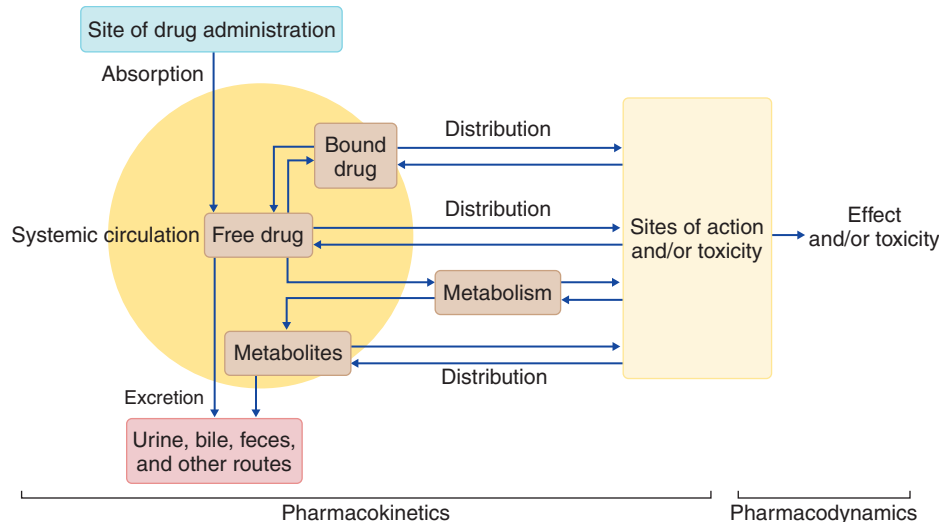 Site of drug administration
Absorption
Bound
drug
Distribution
Systemic circulation
Free drug
Distribution
Sites of action
and/or toxicity
Effect
and/or toxicity
Metabolism
Metabolites
Distribution
Excretion
Urine, bile, feces,
and other routes
Pharmacokinetics
Pharmacodynamics